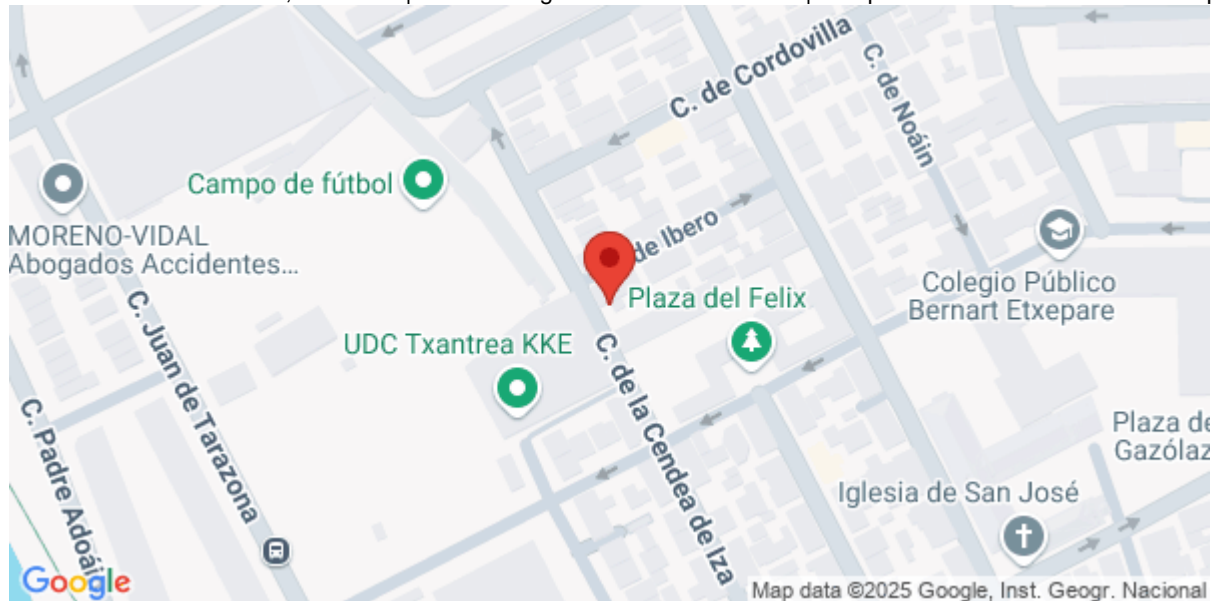 C. de Cordovilla
C. de Noáin
Campo de fútbol
MORENO-VIDAL
Abogados Accidentes...
de Ibero
Plaza del Felix
Colegio Público
Bernart Etxepare
UDC Txantrea KKE
C. Juan de Tarazona
C. de la Cendea de Iza
C. Padre Adoái
Plaza de
Gazólaz
Iglesia de San José
Google
Map data ©2025 Google, Inst. Geogr. Nacional